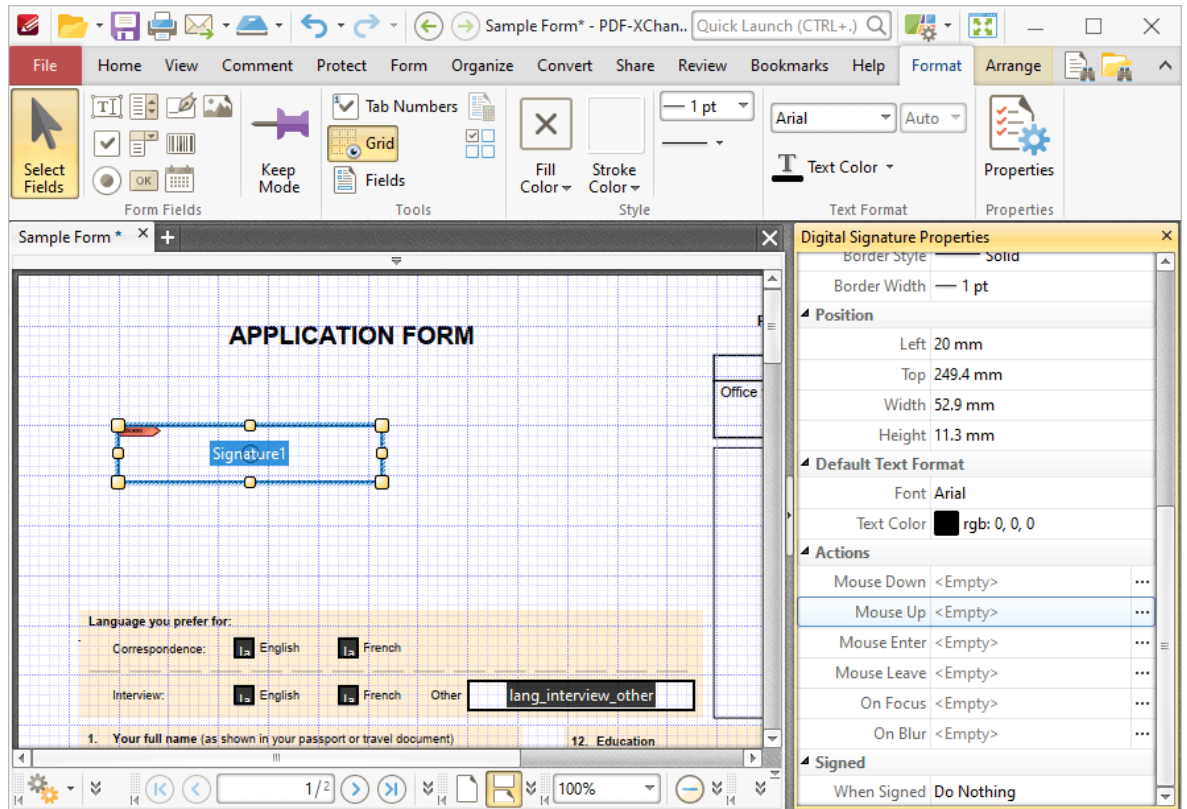 Sample Form* - PDF-XChan.. Quick Launch (CTRL+.)
File Home View Comment Protect Form Organize Convert Share Review Bookmarks Help Format Arrange
Select Fields
OK
Form Fields
Keep Mode
Tab Numbers
Grid
Fields
Tools
Fill Color
Stroke Color
1 pt
Style
Arial Auto
Text Color
Text Format
Properties
Properties
Sample Form *
APPLICATION FORM
Office
Signature1
Language you prefer for:
Correspondence: English French
Interview: English French Other lang_interview_other
1. Your full name (as shown in your passport or travel document)
12. Education
1/2
100%
Digital Signature Properties
Border Style Solid
Border Width 1 pt
Position
Left 20 mm
Top 249.4 mm
Width 52.9 mm
Height 11.3 mm
Default Text Format
Font Arial
Text Color rgb: 0, 0, 0
Actions
Mouse Down <Empty> ...
Mouse Up <Empty> ...
Mouse Enter <Empty> ...
Mouse Leave <Empty> ...
On Focus <Empty> ...
On Blur <Empty> ...
Signed
When Signed Do Nothing